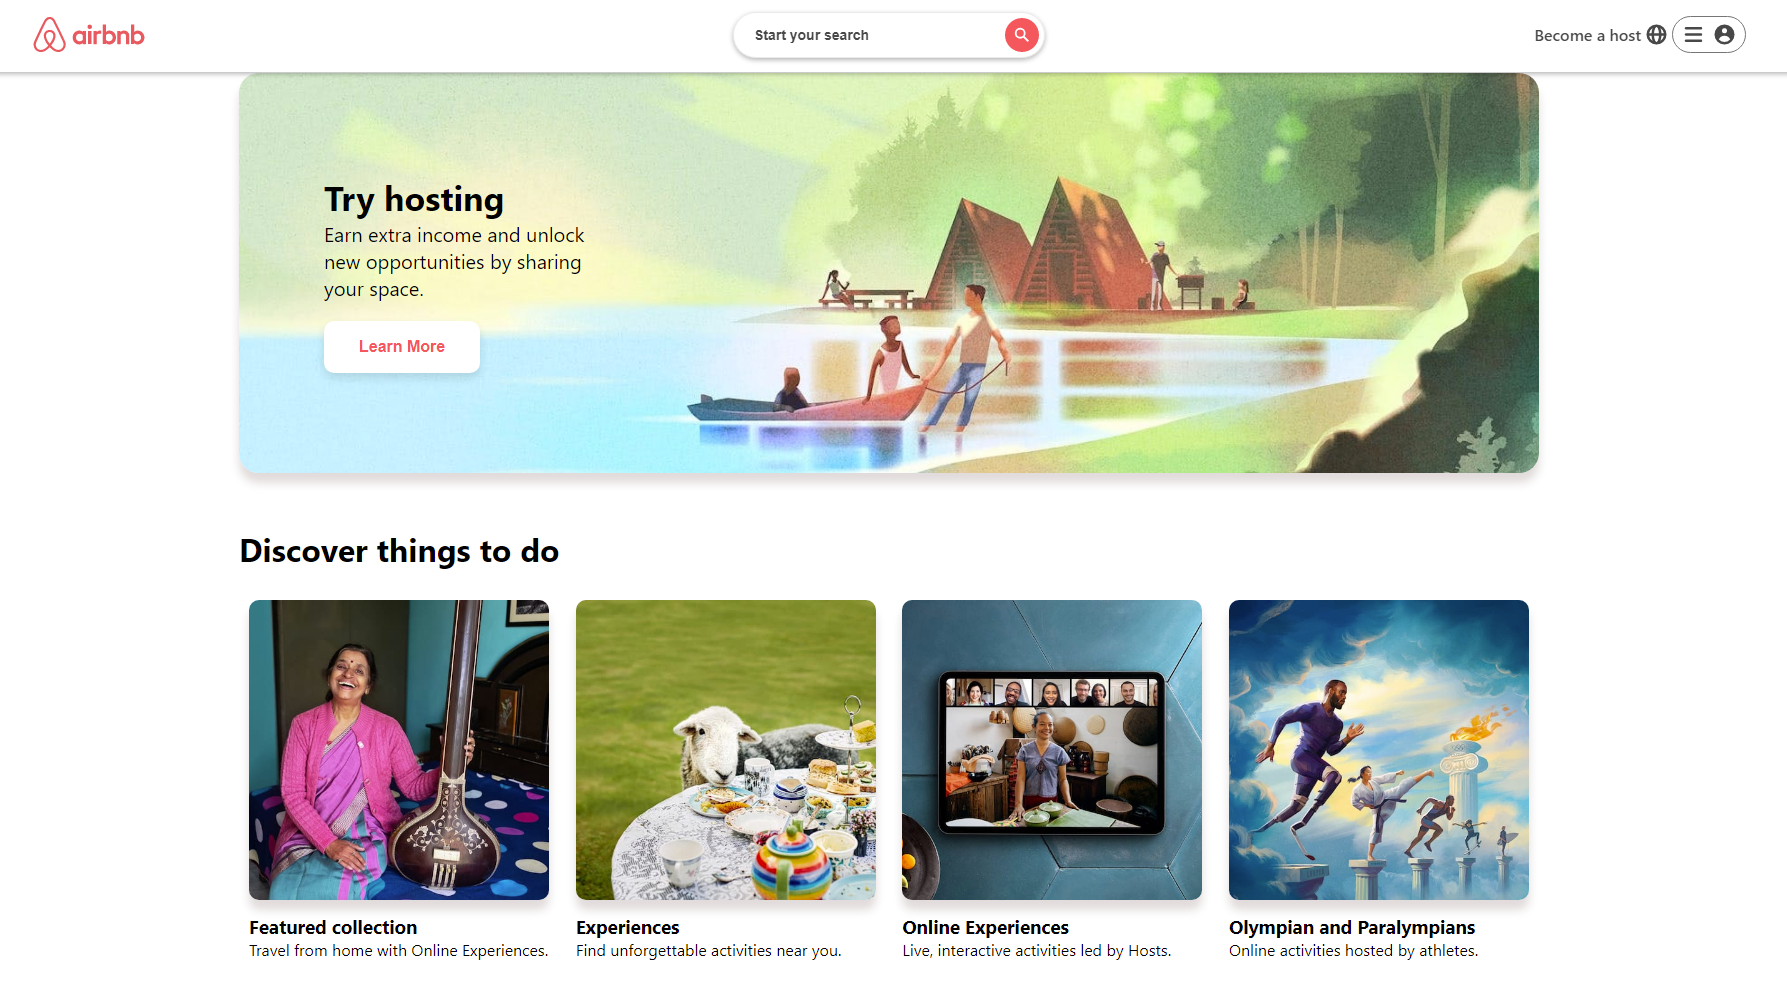 airbnb
Start your search
Become a host
Try hosting
Earn extra income and unlock
new opportunities by sharing
your space.
Learn More
Discover things to do
Featured collection
Travel from home with Online Experiences.
Experiences
Find unforgettable activities near you.
Online Experiences
Live, interactive activities led by Hosts.
Olympian and Paralympians
Online activities hosted by athletes.